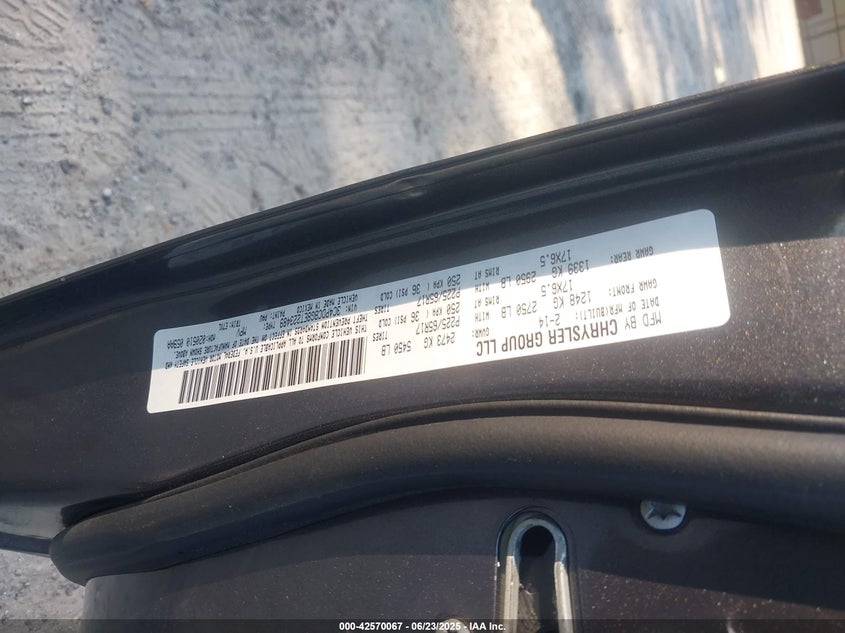 MFD BY CHRYSLER GROUP LLC
DATE OF MFR(BUILT): 2-14 GVWR: 2473 KG 5450 LB
GAWR FRONT: 1248 KG 2750 LB TIRES
17X6.5 WITH P225/65R17
RIMS AT 250 KPA ( 36 PSI) COLD
GAWR REAR: 1339 KG 2950 LB TIRES
17X6.5 WITH P225/65R17
RIMS AT 250 KPA ( 36 PSI) COLD
THIS VEHICLE CONFORMS TO ALL APPLICABLE U.S.A. FEDERAL MOTOR VEHICLE SAFETY AND
THEFT PREVENTION STANDARDS IN EFFECT ON THE DATE OF MANUFACTURE SHOWN ABOVE
TYPE: MPV
VEHICLE MADE IN MEXICO PAINT: TRIM:
MDH:
000-42570067 | 06/23/2025 | IAA Inc.